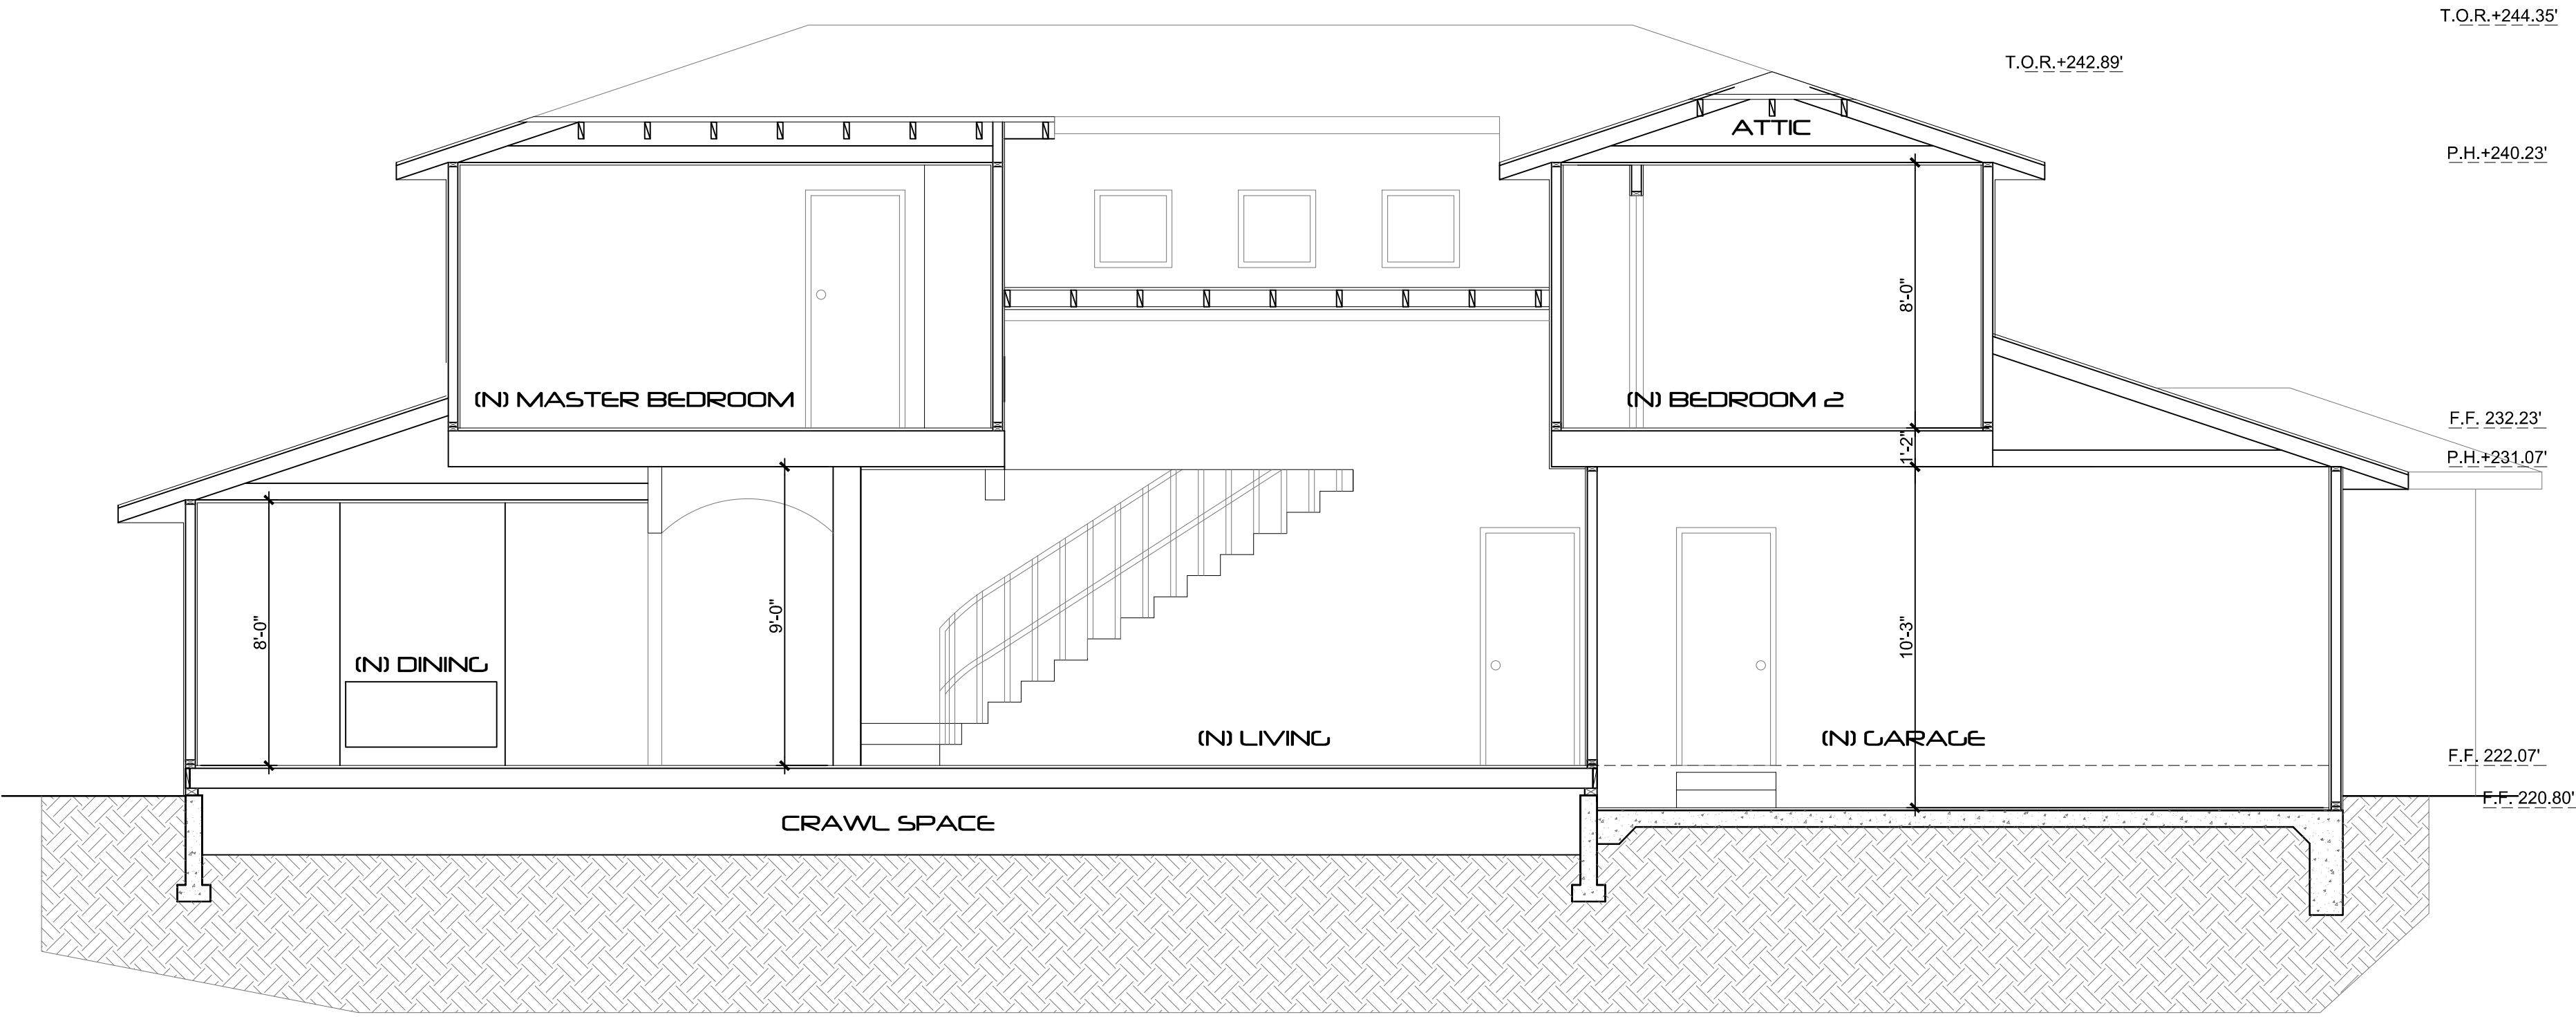 T.O.R.+244.35'
T.O.R.+242.89'
ATTIC
P.H.+240.23'
8'-0"
(N) MASTER BEDROOM
(N) BEDROOM 2
F.F. 232.23'
1'-2"
P.H.+231.07'
8'-0"
9'-0"
10'-3"
(N) DINING
(N) LIVING
(N) GARAGE
F.F. 222.07'
F.F. 220.80'
CRAWL SPACE